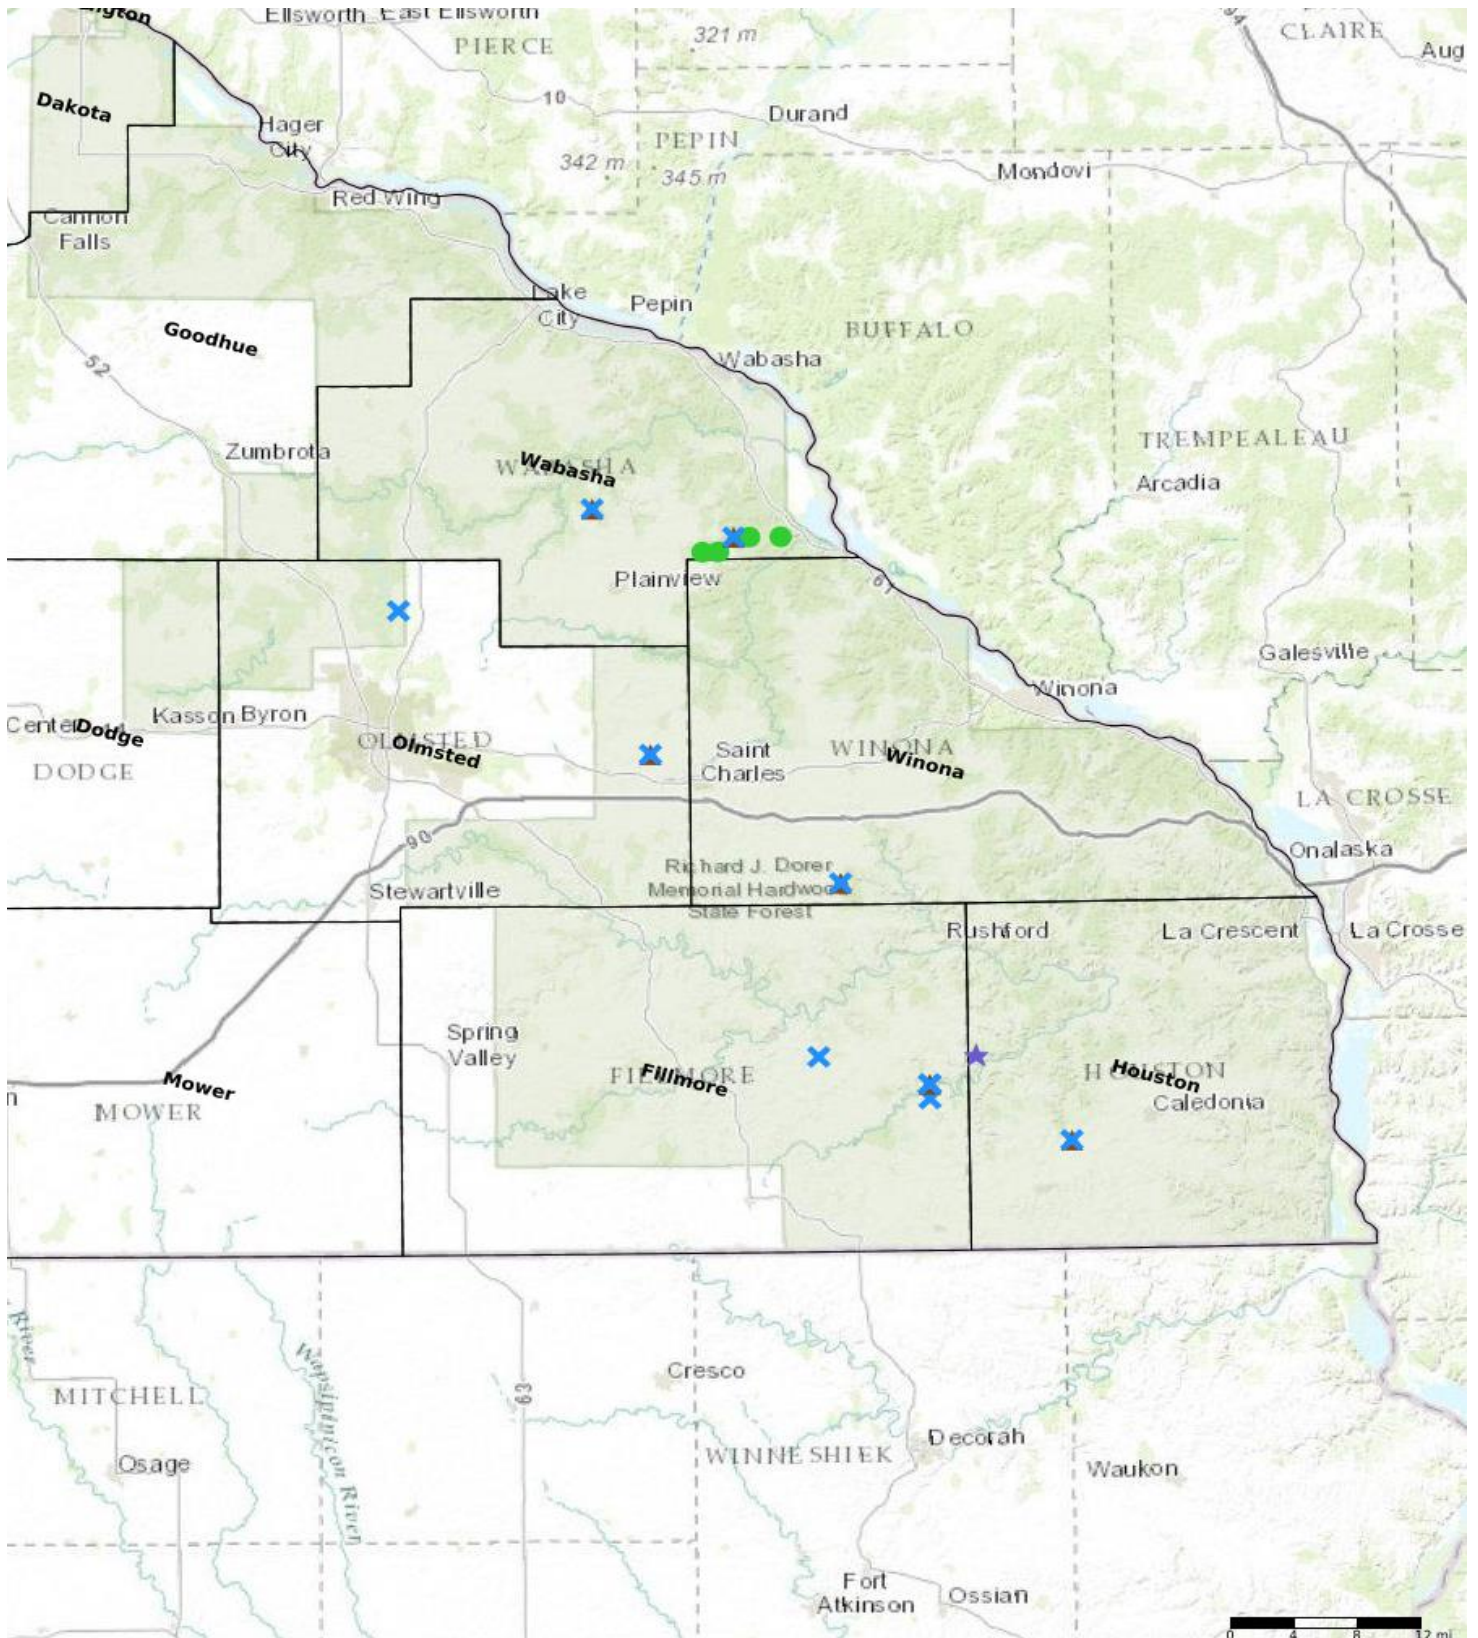 Ellsworth East Ellsworth
PIERCE
321 m
94
CLAIRE
Aug
Dakota
10
Durand
Hager
City
PEPIN
342 m
345 m
Mondovi
Red Wing
Cannon
Falls
Lake
City
Pepin
Goodhue
BUFFALO
52
Wabasha
Zumbrota
WABASHA
Wabasha
TREMPEALEAU
Arcadia
Plainview
61
Galesville
Winona
Kasson
Byron
Dodge
OLMSTED
Olmsted
Saint
Charles
WINONA
Winona
DODGE
LA CROSSE
90
Onalaska
Richard J. Dorer
Memorial Hardwood
State Forest
Stewartville
Rushford
La Crescent
La Crosse
Spring
Valley
FILLMORE
Fillmore
HOUSTON
Houston
Caledonia
Mower
MOWER
River
Wapsipinicon River
63
Cresco
MITCHELL
Osage
WINNESHIEK
Decorah
Waukon
Fort
Atkinson
Ossian
0 4 8 12 mi